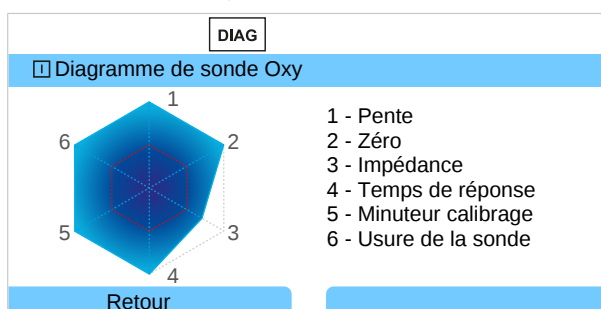 DIAG
I Diagramme de sonde Oxy
1
2
3
4
5
6
1 - Pente
2 - Zéro
3 - Impédance
4 - Temps de réponse
5 - Minuteur calibrage
6 - Usure de la sonde
Retour